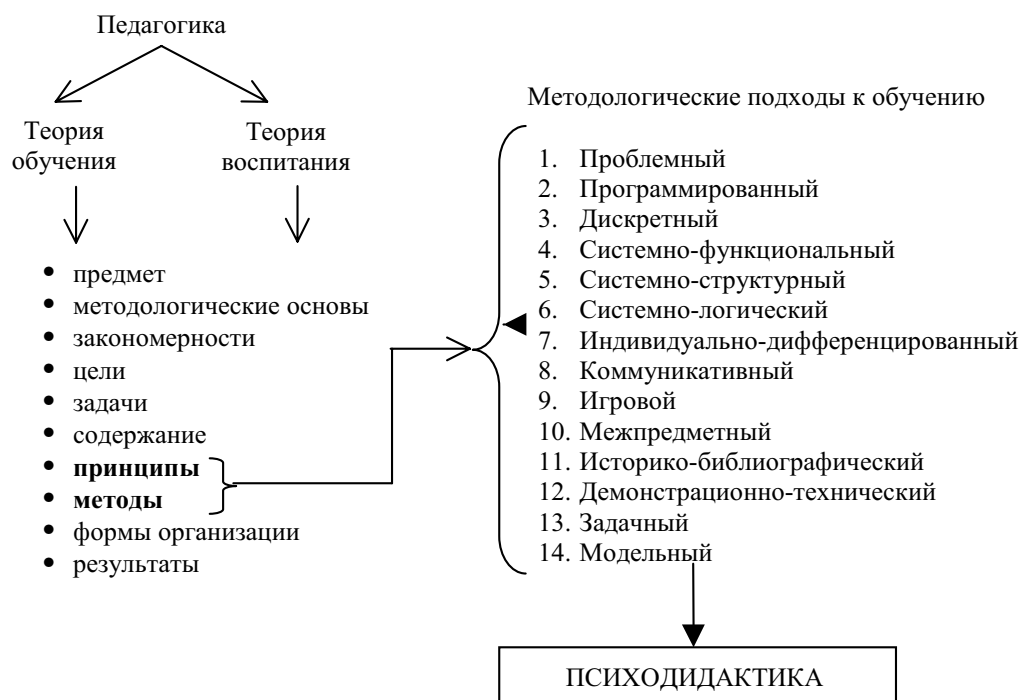 Педагогика
Теория
обучения
Теория
воспитания
• предмет
• методологические основы
• закономерности
• цели
• задачи
• содержание
• принципы
• методы
• формы организации
• результаты
Методологические подходы к обучению
1. Проблемный
2. Программированный
3. Дискретный
4. Системно-функциональный
5. Системно-структурный
6. Системно-логический
7. Индивидуально-дифференцированный
8. Коммуникативный
9. Игровой
10. Межпредметный
11. Историко-библиографический
12. Демонстрационно-технический
13. Задачный
14. Модельный
ПСИХОДИДАКТИКА